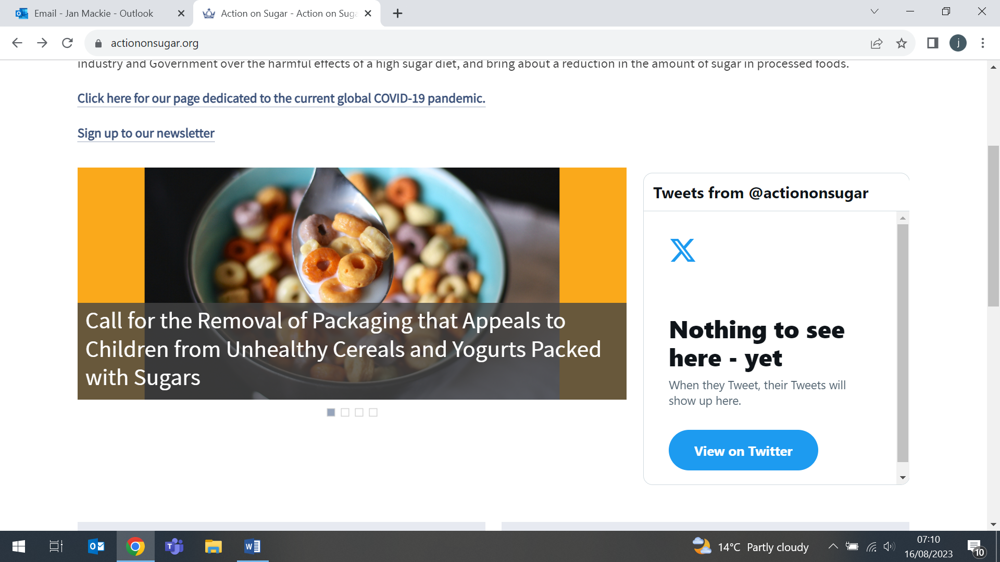 Email - Jan Mackie - Outlook
Action on Sugar - Action on Suga
actiononsugar.org
j
Industry and Government over the harmful effects of a high sugar diet, and bring about a reduction in the amount of sugar in processed foods.
Click here for our page dedicated to the current global COVID-19 pandemic.
Sign up to our newsletter
Call for the Removal of Packaging that Appeals to
Children from Unhealthy Cereals and Yogurts Packed
with Sugars
Tweets from @actiononsugar
Nothing to see
here - yet
When they Tweet, their Tweets will
show up here.
View on Twitter
14°C Partly cloudy
07:10
16/08/2023
10